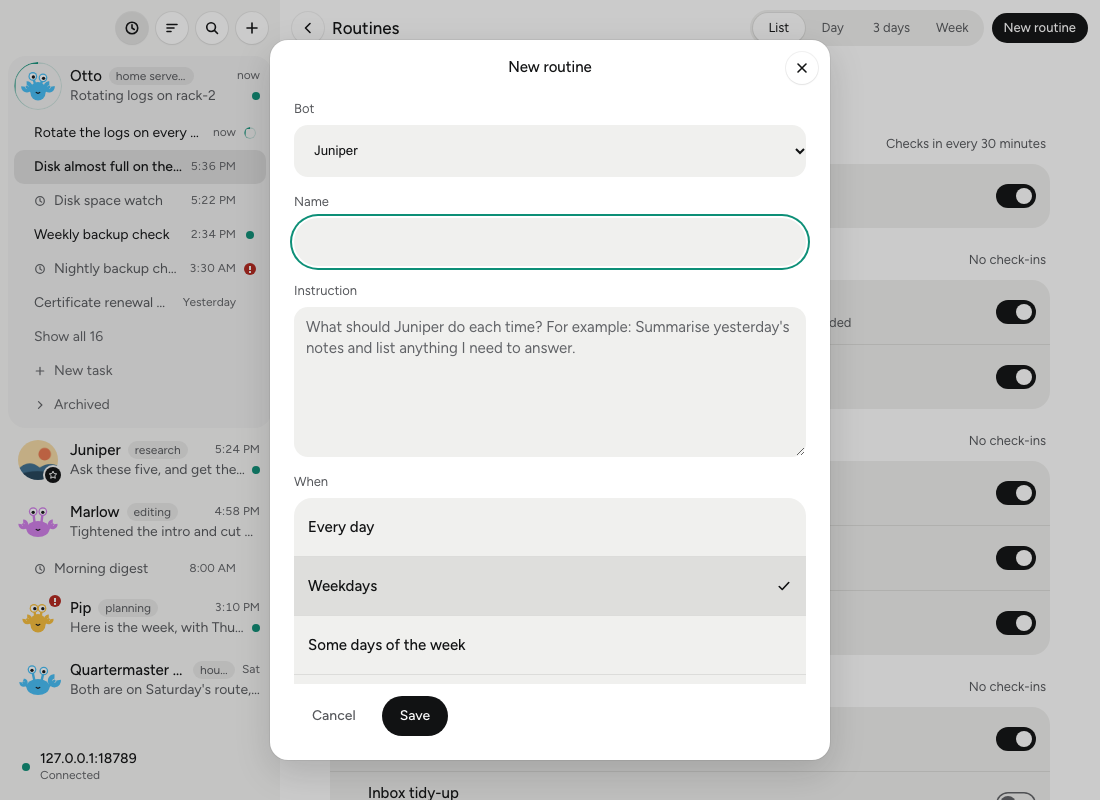 Routines
List
Day
3 days
Week
New routine
Otto
home serve...
now
Rotating logs on rack-2
Rotate the logs on every ...
now
Disk almost full on the...
5:36 PM
Disk space watch
5:22 PM
Weekly backup check
2:34 PM
Nightly backup ch...
3:30 AM
Certificate renewal ...
Yesterday
Show all 16
New task
Archived
Juniper
research
5:24 PM
Ask these five, and get the...
Marlow
editing
4:58 PM
Tightened the intro and cut ...
Morning digest
8:00 AM
Pip
planning
3:10 PM
Here is the week, with Thu...
Quartermaster ...
hou...
Sat
Both are on Saturday's route,...
127.0.0.1:18789
Connected
New routine
Bot
Juniper
Name
Instruction
What should Juniper do each time? For example: Summarise yesterday's
notes and list anything I need to answer.
When
Every day
Weekdays
Some days of the week
Cancel
Save
Checks in every 30 minutes
No check-ins
ded
No check-ins
No check-ins
Inbox tidy-up